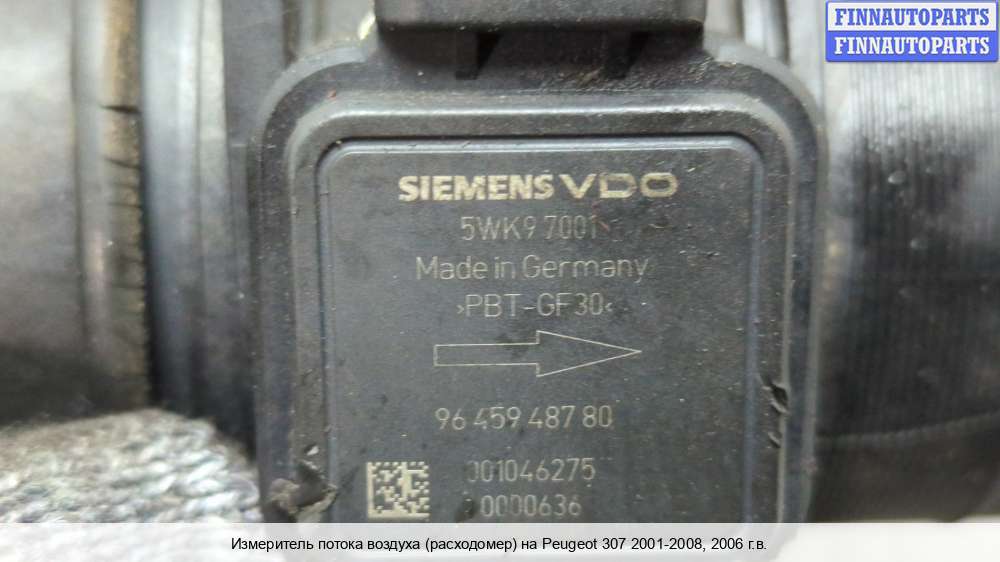 FINNAUTOPARTS
FINNAUTOPARTS
SIEMENS VDO
5WK9 7001
Made in Germany
>PBT-GF30<
96 459 487 80
001046275
0000636
Измеритель потока воздуха (расходомер) на Peugeot 307 2001-2008, 2006 г.в.